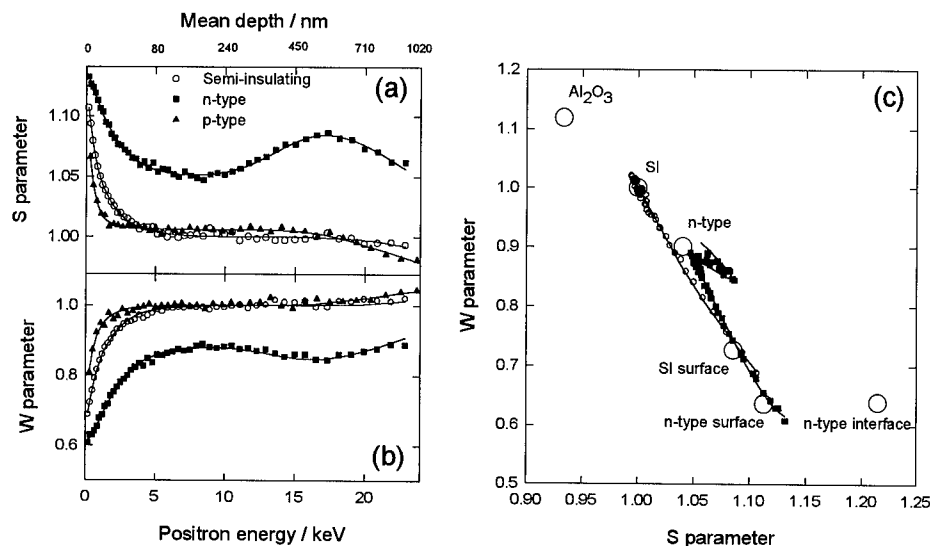 Mean depth / nm
0 0 80 240 450 710 1020
Semi-insulating
n-type
p-type
(a)
S parameter
1.10
1.05
1.00
W parameter
1.0
0.8
0.6
(b)
0 5 10 15 20
Positron energy / keV
(c)
W parameter
1.2
1.1
1.0
0.9
0.8
0.7
0.6
0.5
Al2O3
SI
n-type
SI surface
n-type surface
n-type interface
0.90 0.95 1.00 1.05 1.10 1.15 1.20 1.25
S parameter